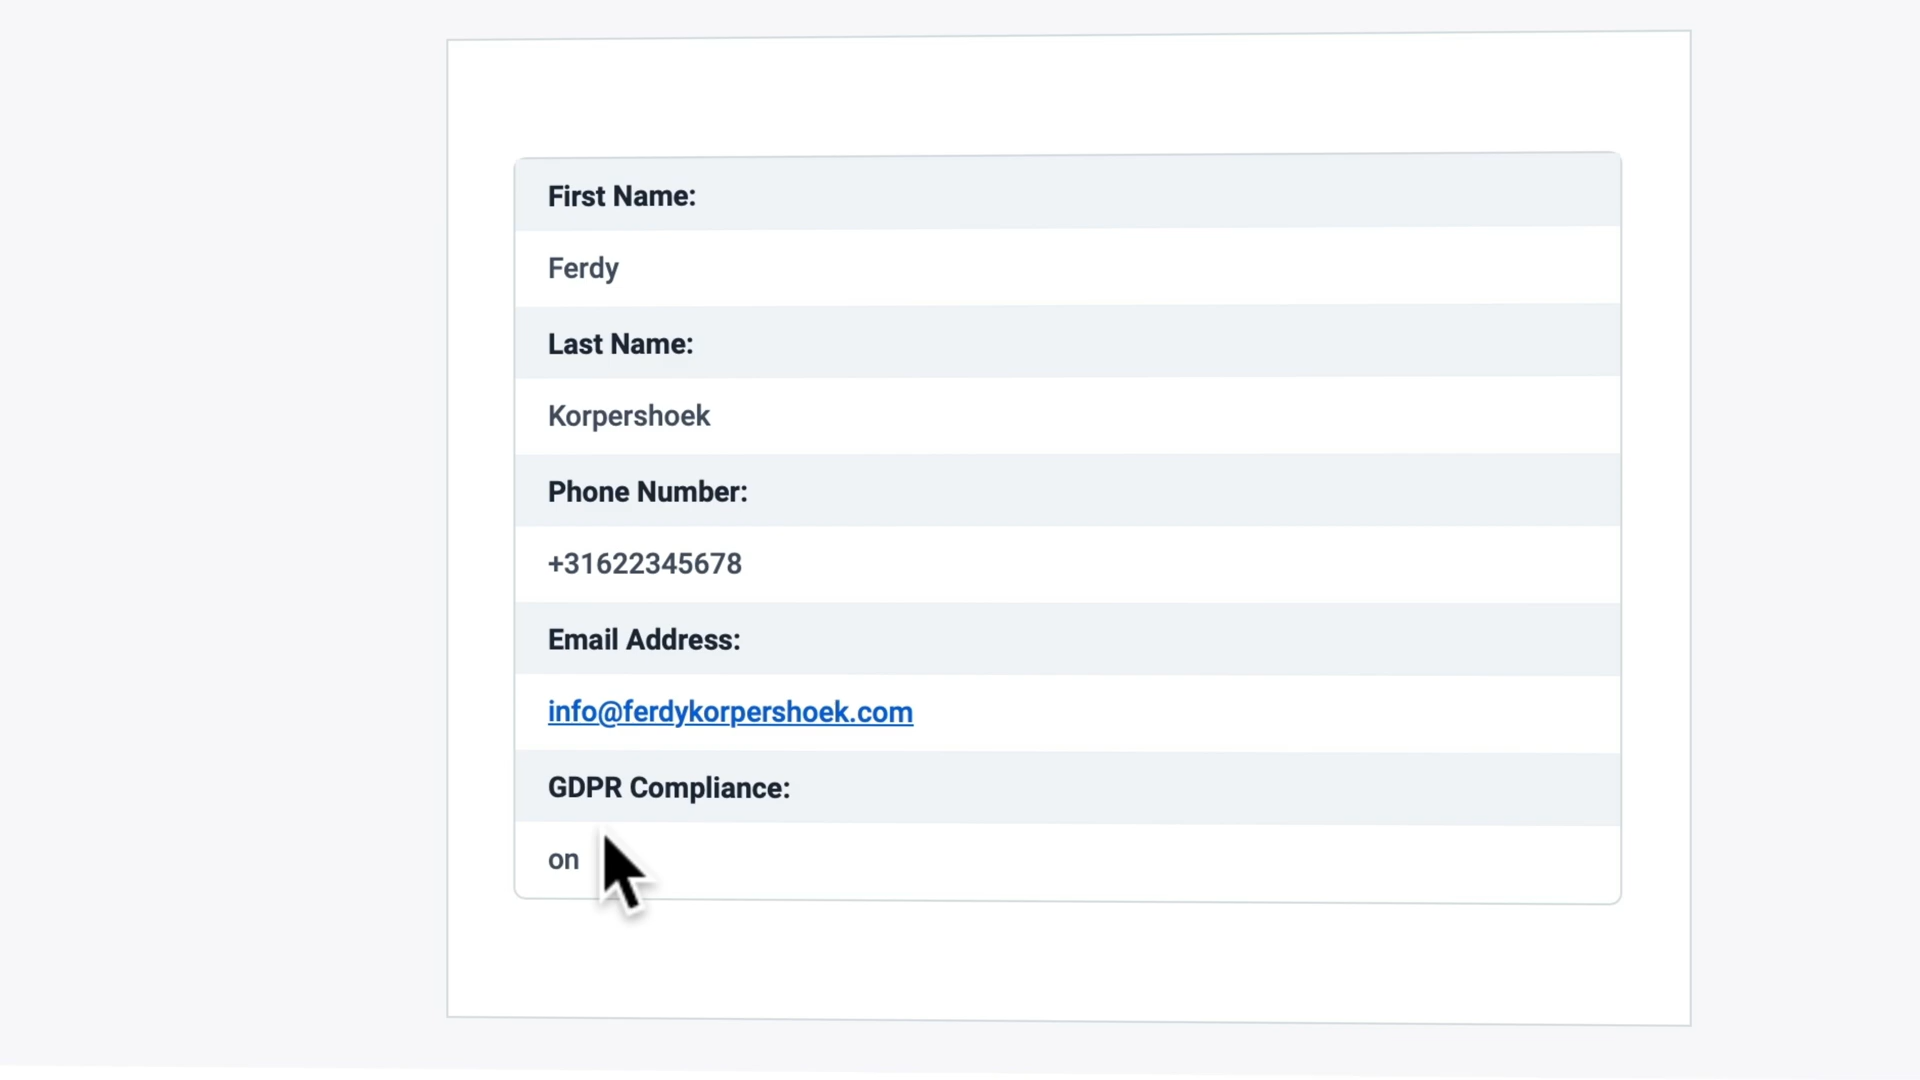 First Name:
Ferdy
Last Name:
Korpershoek
Phone Number:
+31622345678
Email Address:
info@ferdykorpershoek.com
GDPR Compliance:
on